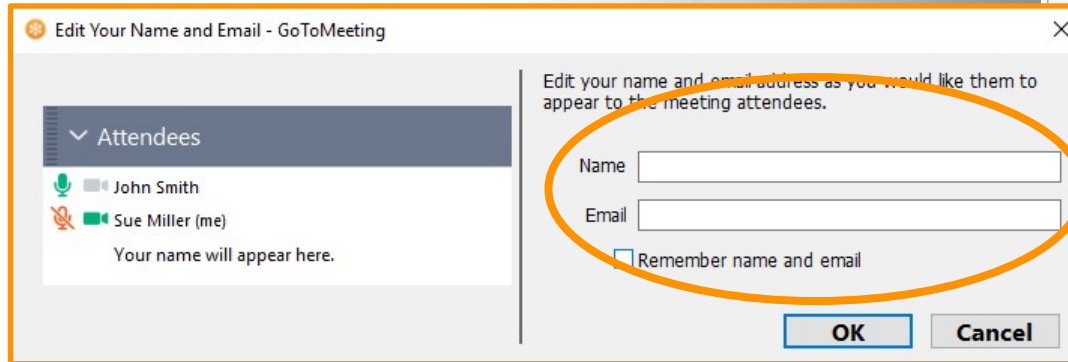 Edit Your Name and Email - GoToMeeting
Attendees
John Smith
Sue Miller (me)
Your name will appear here.
Edit your name and email address as you would like them to
appear to the meeting attendees.
Name
Email
Remember name and email
OK Cancel